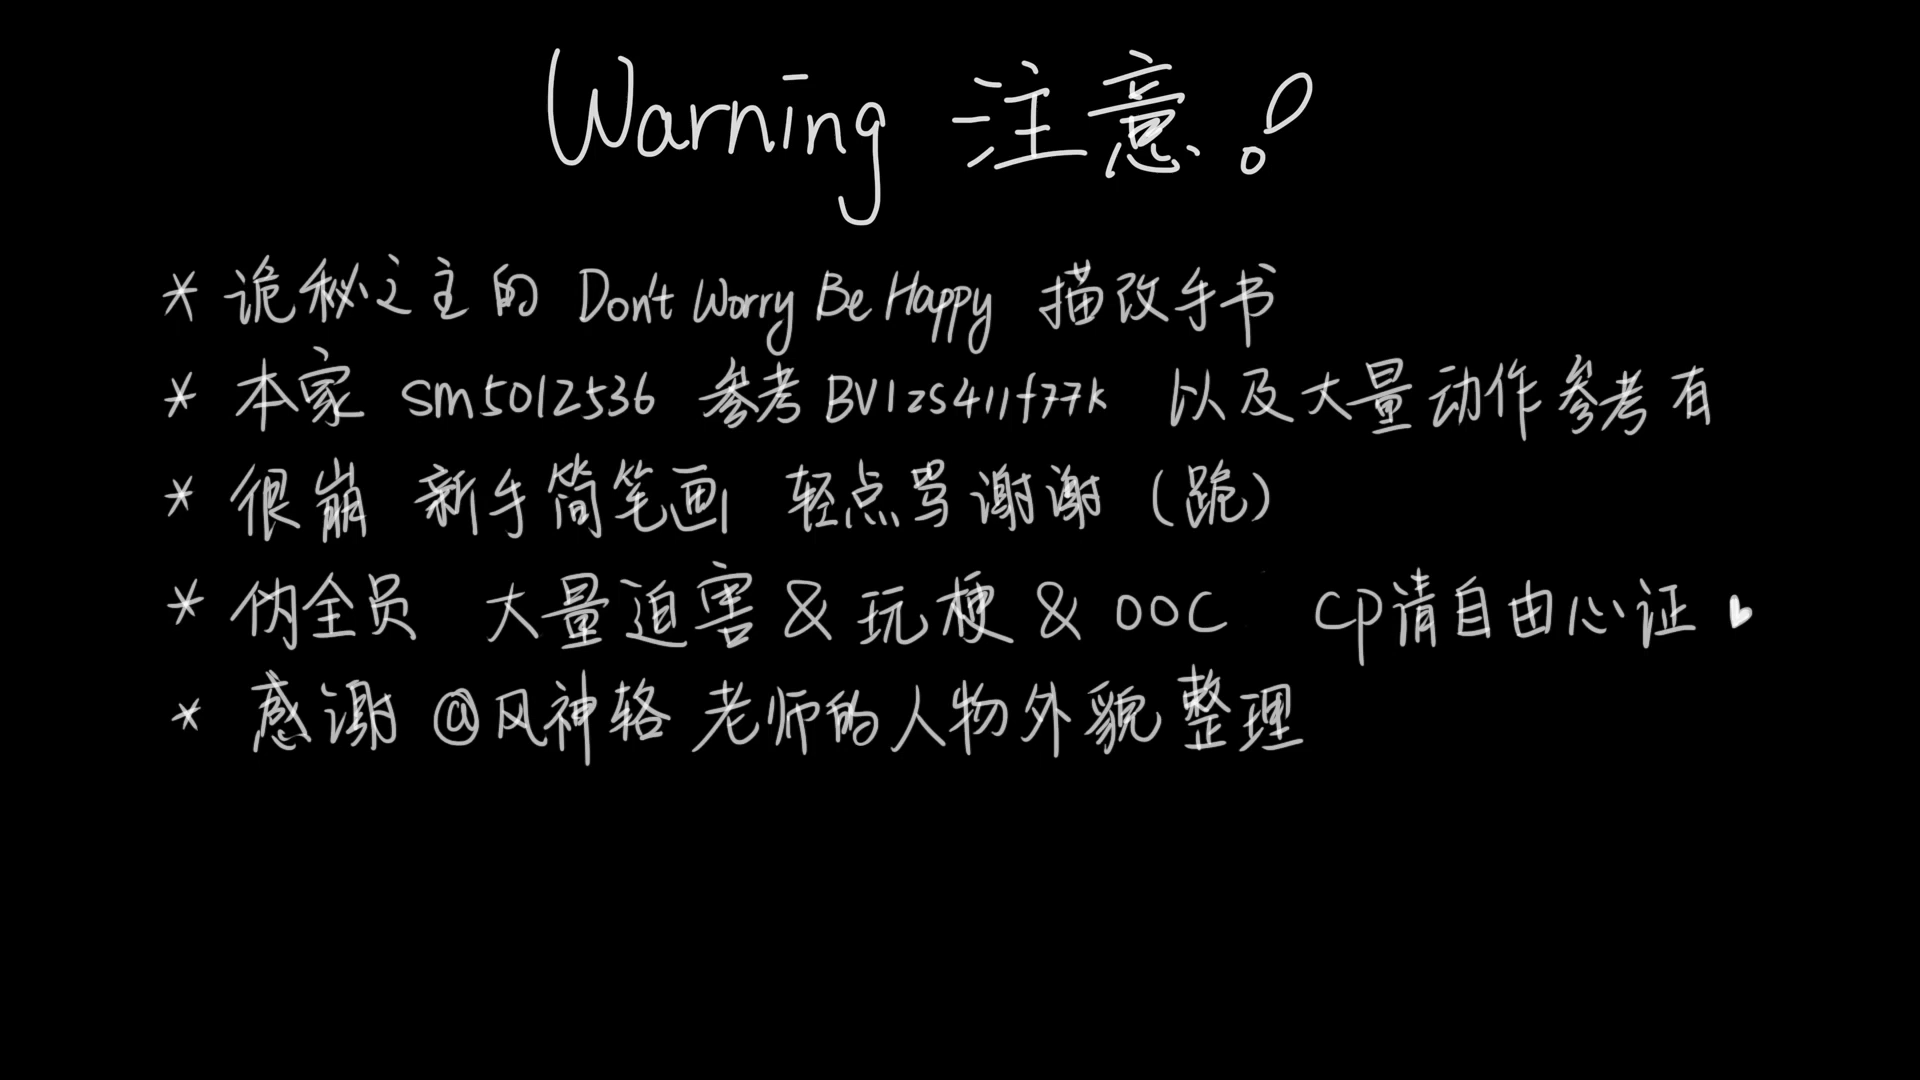 Warning 注意!
* 诡秘之主的 Don't Worry Be Happy 描改手书
* 本家 sm5012536 参考 BV1zs411f77k 以及大量动作参考有
* 很崩 新手简笔画 轻点骂谢谢 (跪)
* 伪全员 大量迫害 & 玩梗 & OOC CP请自由心证 ♥
* 感谢 @风神辂 老师的人物外貌整理